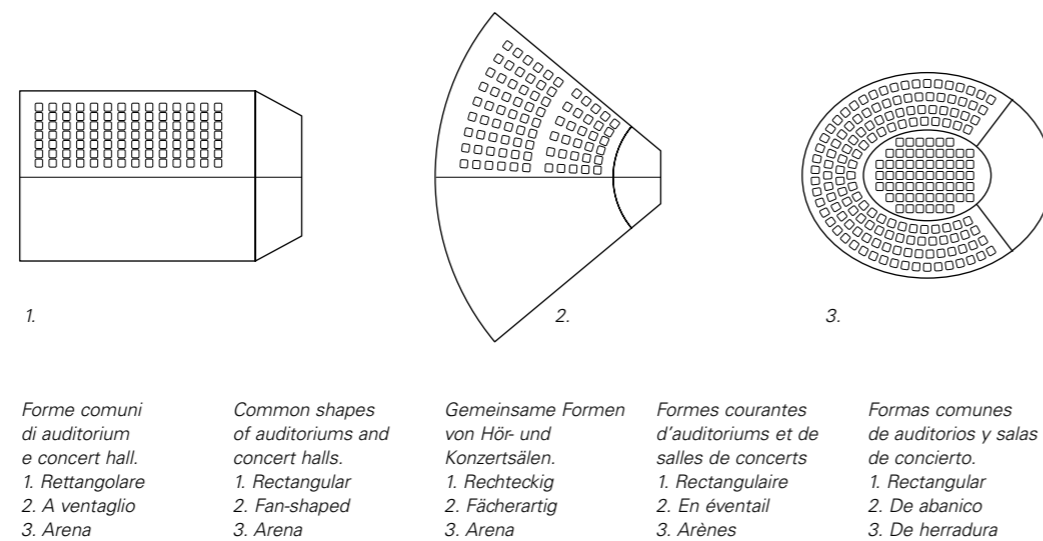 1.
2.
3.
Forme comuni
di auditorium
e concert hall.
1. Rettangolare
2. A ventaglio
3. Arena
Common shapes
of auditoriums and
concert halls.
1. Rectangular
2. Fan-shaped
3. Arena
Gemeinsame Formen
von Hör- und
Konzertsälen.
1. Rechteckig
2. Fächerartig
3. Arena
Formes courantes
d'auditoriums et de
salles de concerts
1. Rectangulaire
2. En éventail
3. Arènes
Formas comunes
de auditorios y salas
de concierto.
1. Rectangular
2. De abanico
3. De herradura